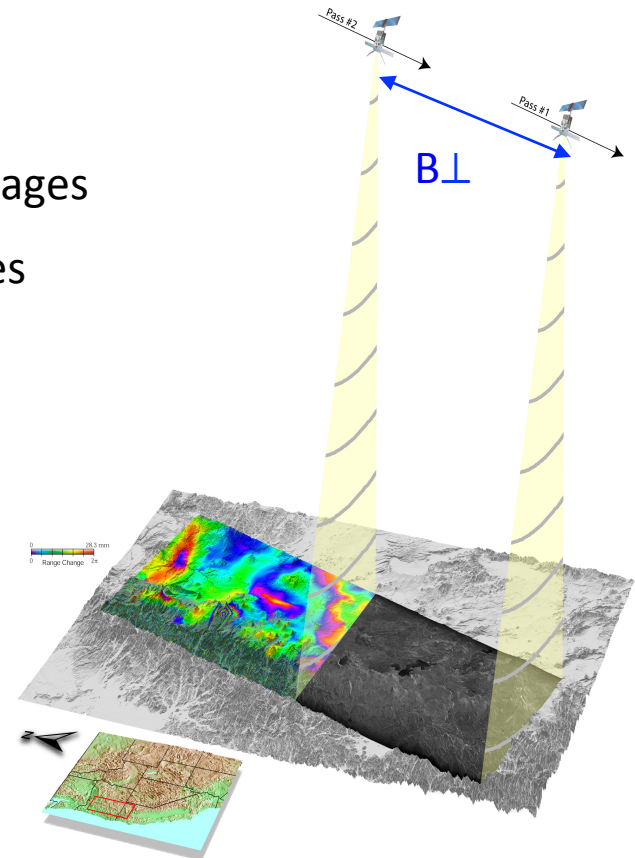 Pass #2
Pass #1
B⊥
ages
es
0 28.3 mm
0 Range Change 2π
N